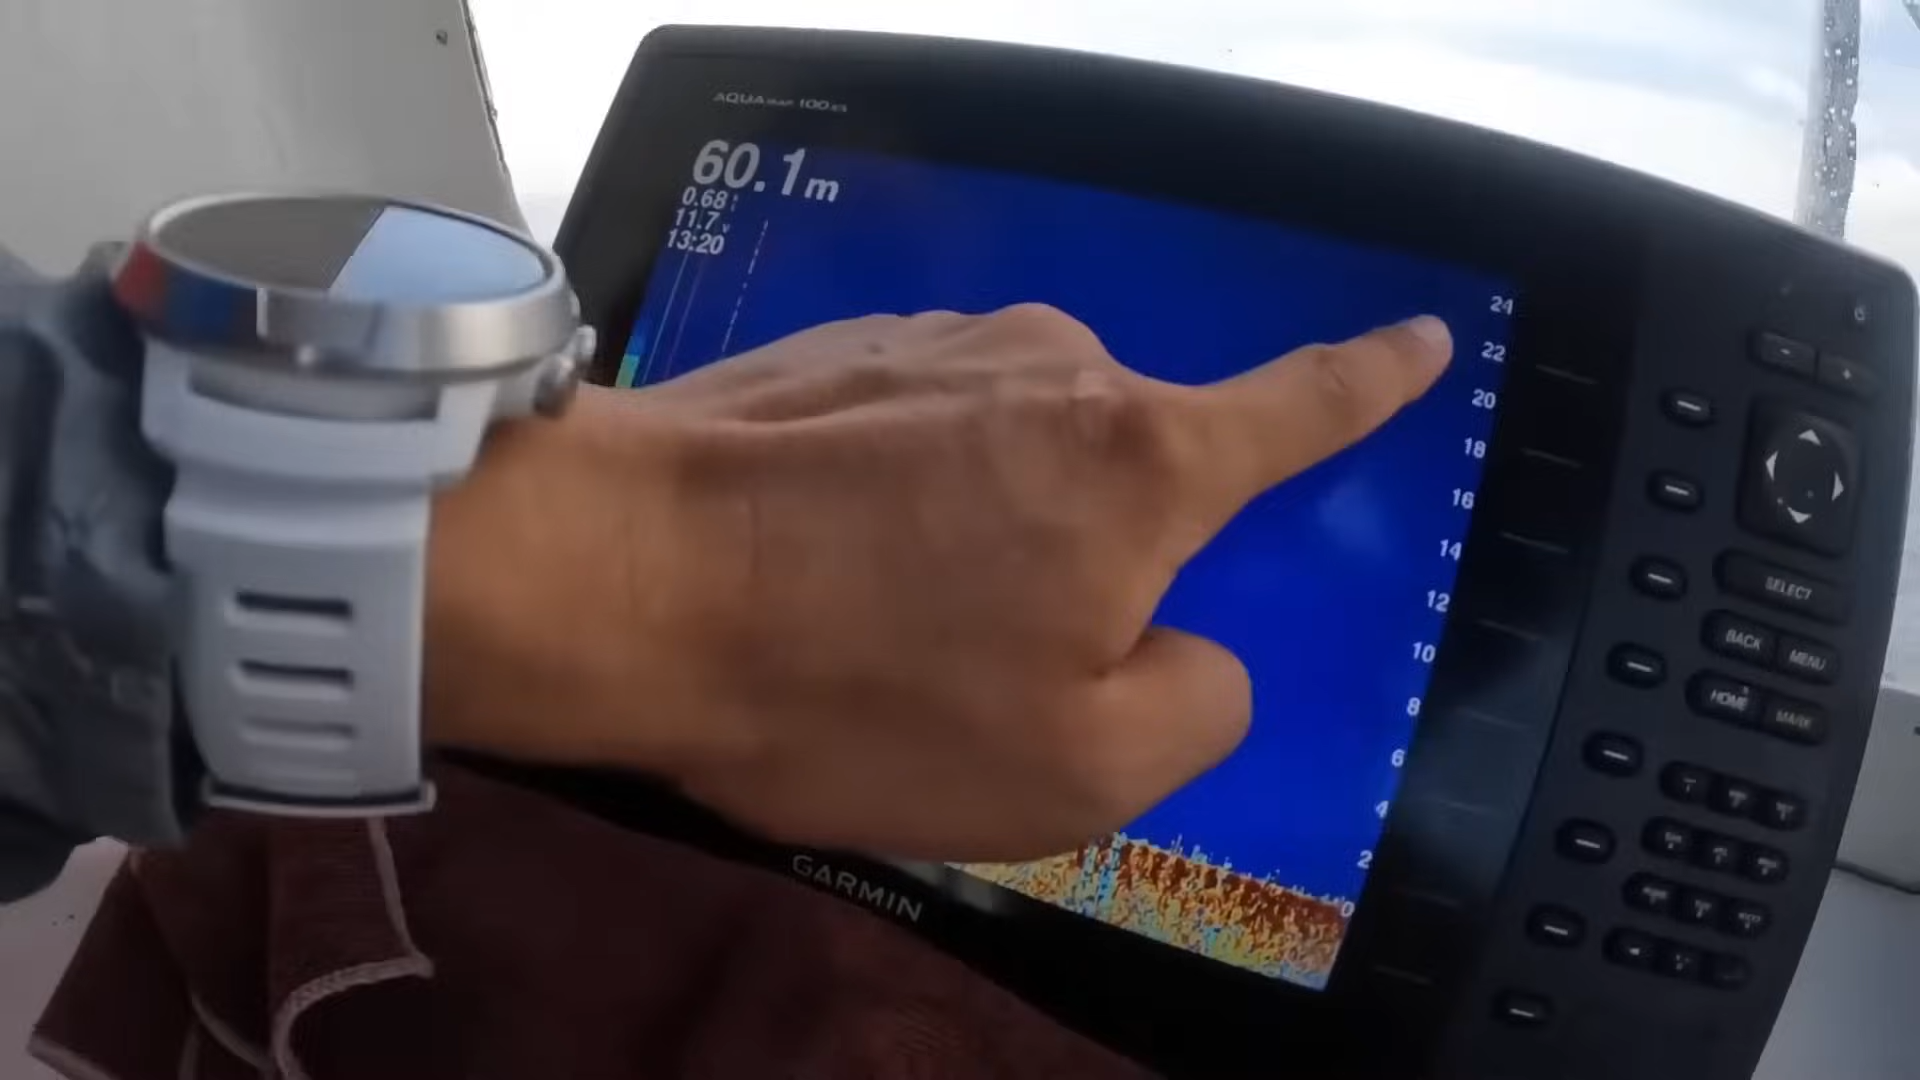 AQUAMAP 100xs
60.1m
0.68
11.7 v
13:20
24
22
20
18
16
14
12
10
8
6
4
2
0
- +
SELECT
BACK MENU
HOME MARK
GARMIN